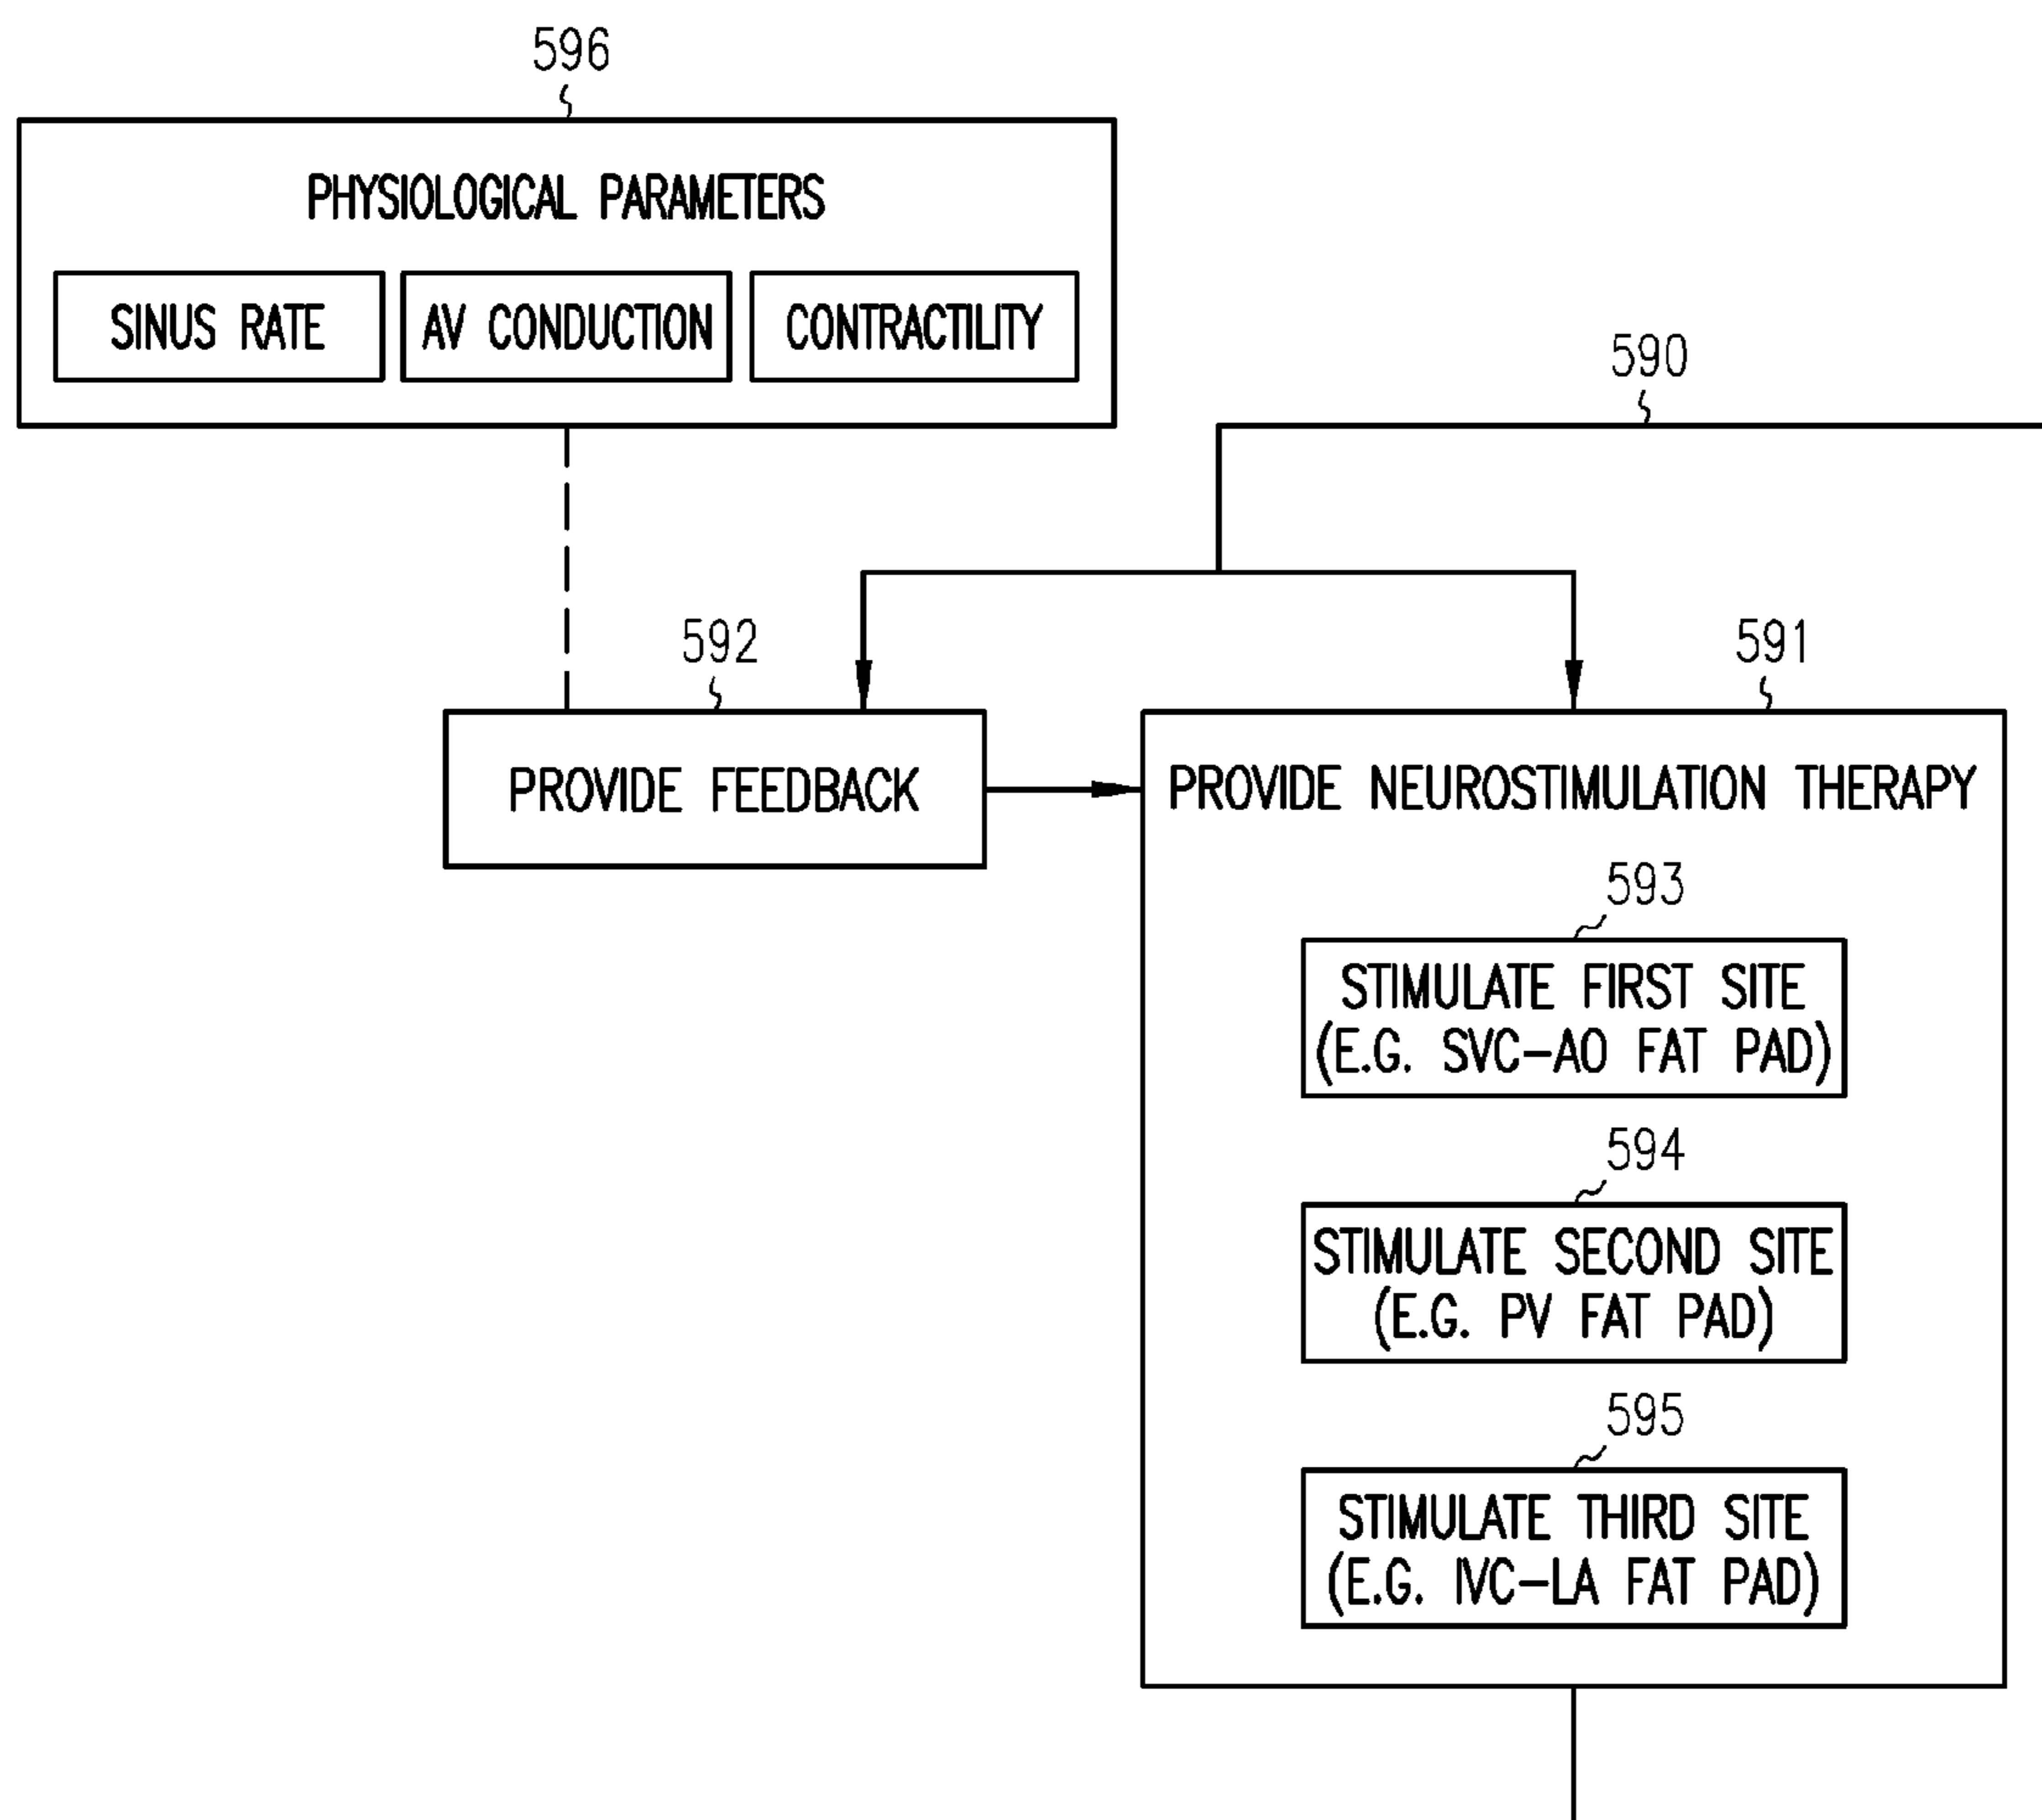 596
PHYSIOLOGICAL PARAMETERS
SINUS RATE
AV CONDUCTION
CONTRACTILITY
590
592
591
PROVIDE FEEDBACK
PROVIDE NEUROSTIMULATION THERAPY
593
STIMULATE FIRST SITE
(E.G. SVC-AO FAT PAD)
594
STIMULATE SECOND SITE
(E.G. PV FAT PAD)
595
STIMULATE THIRD SITE
(E.G. IVC-LA FAT PAD)